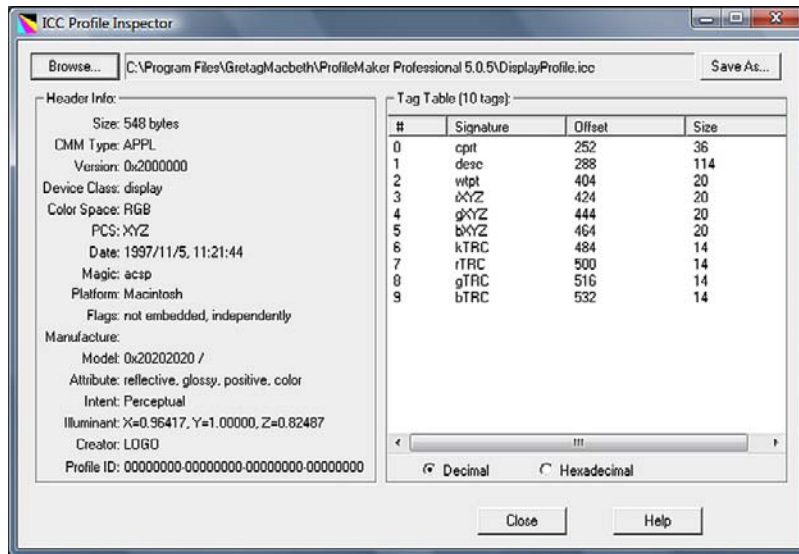 ICC Profile Inspector
Browse... C:\Program Files\GretagMacbeth\ProfileMaker Professional 5.0.5\DisplayProfile.icc Save As...
Header Info:
Size: 548 bytes
CMM Type: APPL
Version: 0x2000000
Device Class: display
Color Space: RGB
PCS: XYZ
Date: 1997/11/5, 11:21:44
Magic: acsp
Platform: Macintosh
Flags: not embedded, independently
Manufacture:
Model: 0x20202020 /
Attribute: reflective, glossy, positive, color
Intent: Perceptual
Illuminant: X=0.96417, Y=1.00000, Z=0.82487
Creator: LOGO
Profile ID: 00000000-00000000-00000000-00000000
Tag Table (10 tags):
# Signature Offset Size
0 cprt 252 36
1 desc 288 114
2 wtpt 404 20
3 rXYZ 424 20
4 gXYZ 444 20
5 bXYZ 464 20
6 kTRC 484 14
7 rTRC 500 14
8 gTRC 516 14
9 bTRC 532 14
Decimal Hexadecimal
Close Help